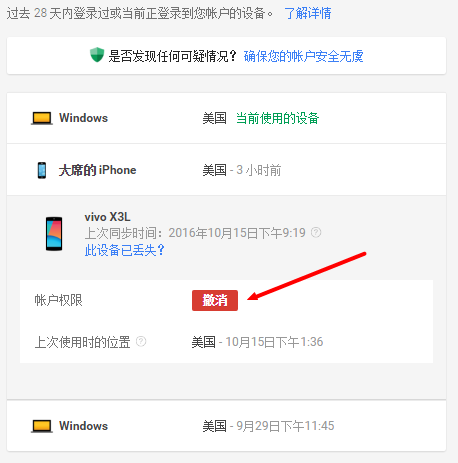 过去 28 天内登录过或当前正登录到您帐户的设备。 了解详情
是否发现任何可疑情况？ 确保您的帐户安全无虞
Windows 美国 当前使用的设备
大席的 iPhone 美国 - 3 小时前
vivo X3L
上次同步时间：2016年10月15日下午9:19 ?
此设备已丢失？
帐户权限 撤消
上次使用时的位置 ? 美国 - 10月15日下午1:36
Windows 美国 - 9月29日下午11:45